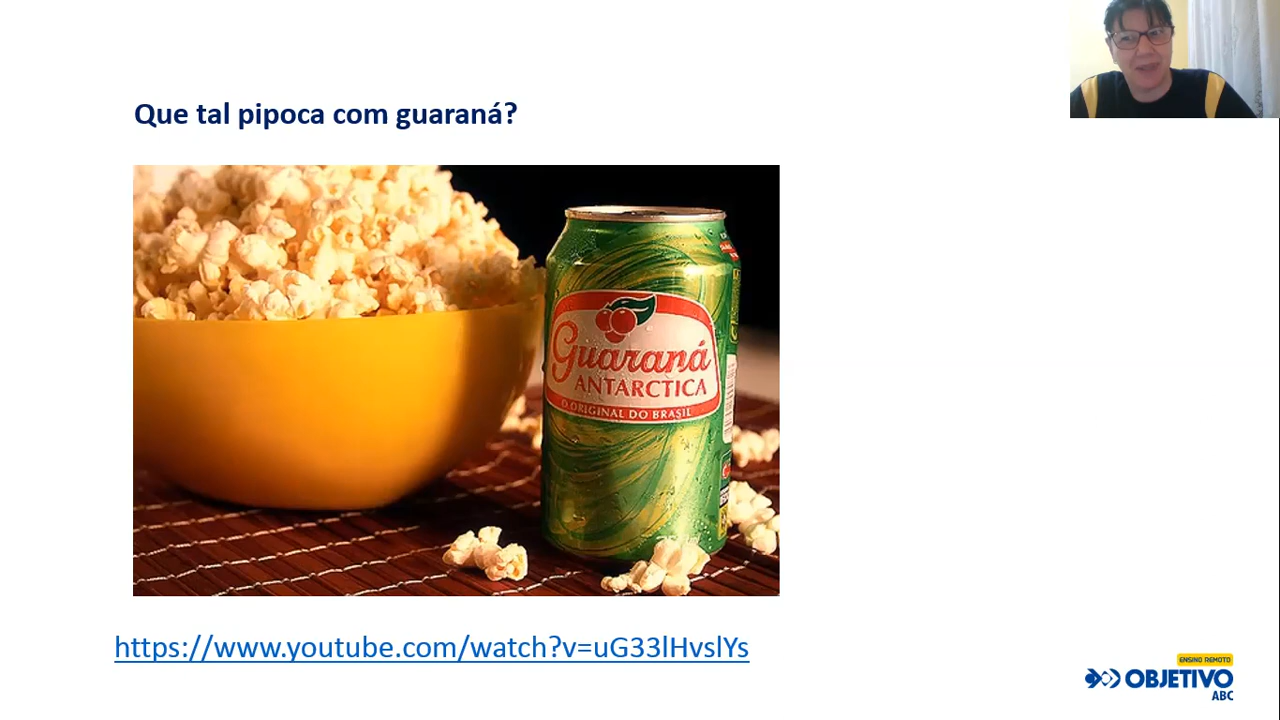 Que tal pipoca com guaraná?
Guaraná
ANTARCTICA
O ORIGINAL DO BRASIL
https://www.youtube.com/watch?v=uG33lHvslYs
ENSINO REMOTO
OBJETIVO
ABC